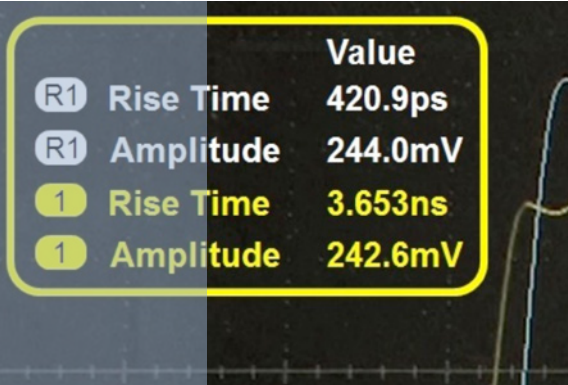 Value
R1 Rise Time 420.9ps
R1 Amplitude 244.0mV
1 Rise Time 3.653ns
1 Amplitude 242.6mV